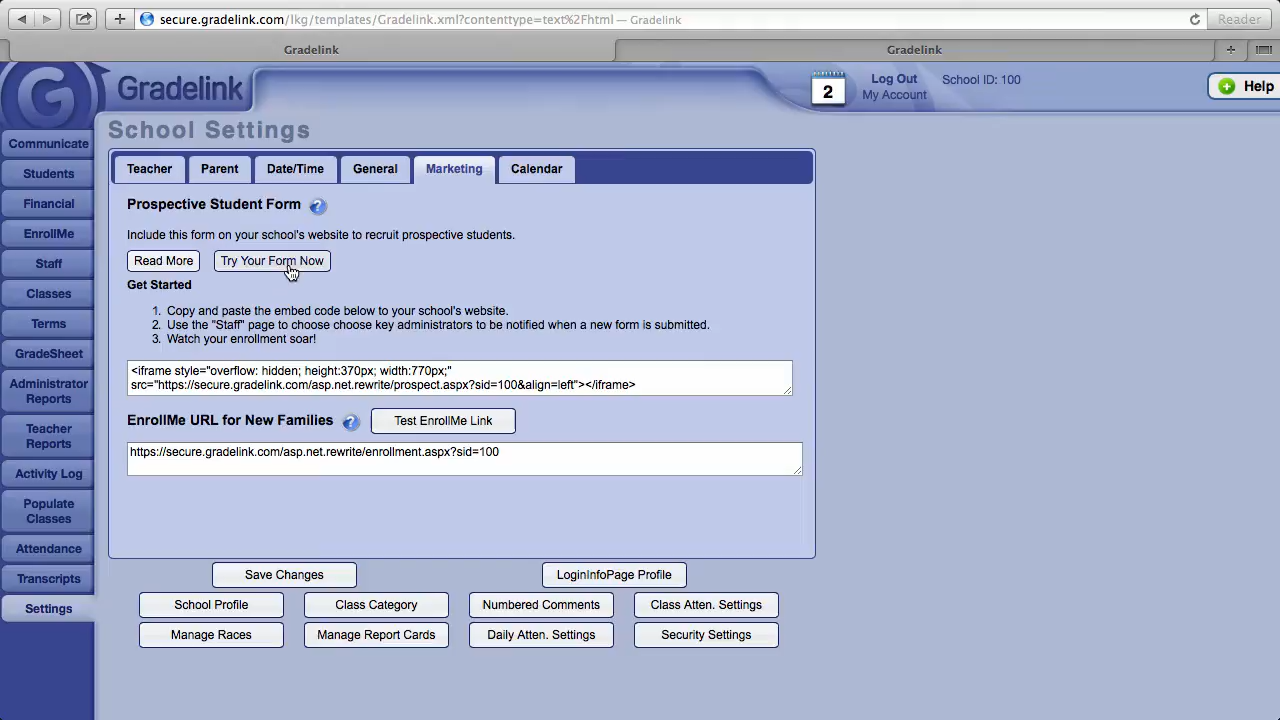 secure.gradelink.com/lkg/templates/Gradelink.xml?contenttype=text%2Fhtml — Gradelink
Reader
Gradelink
Gradelink
G Gradelink
2
Log Out
My Account
School ID: 100
Help
School Settings
Communicate
Students
Financial
EnrollMe
Staff
Classes
Terms
GradeSheet
Administrator
Reports
Teacher
Reports
Activity Log
Populate
Classes
Attendance
Transcripts
Settings
Teacher
Parent
Date/Time
General
Marketing
Calendar
Prospective Student Form ?
Include this form on your school's website to recruit prospective students.
Read More
Try Your Form Now
Get Started
1. Copy and paste the embed code below to your school's website.
2. Use the "Staff" page to choose choose key administrators to be notified when a new form is submitted.
3. Watch your enrollment soar!
<iframe style="overflow: hidden; height:370px; width:770px;"
src="https://secure.gradelink.com/asp.net.rewrite/prospect.aspx?sid=100&align=left"></iframe>
EnrollMe URL for New Families ?
Test EnrollMe Link
https://secure.gradelink.com/asp.net.rewrite/enrollment.aspx?sid=100
Save Changes
LoginInfoPage Profile
School Profile
Class Category
Numbered Comments
Class Atten. Settings
Manage Races
Manage Report Cards
Daily Atten. Settings
Security Settings